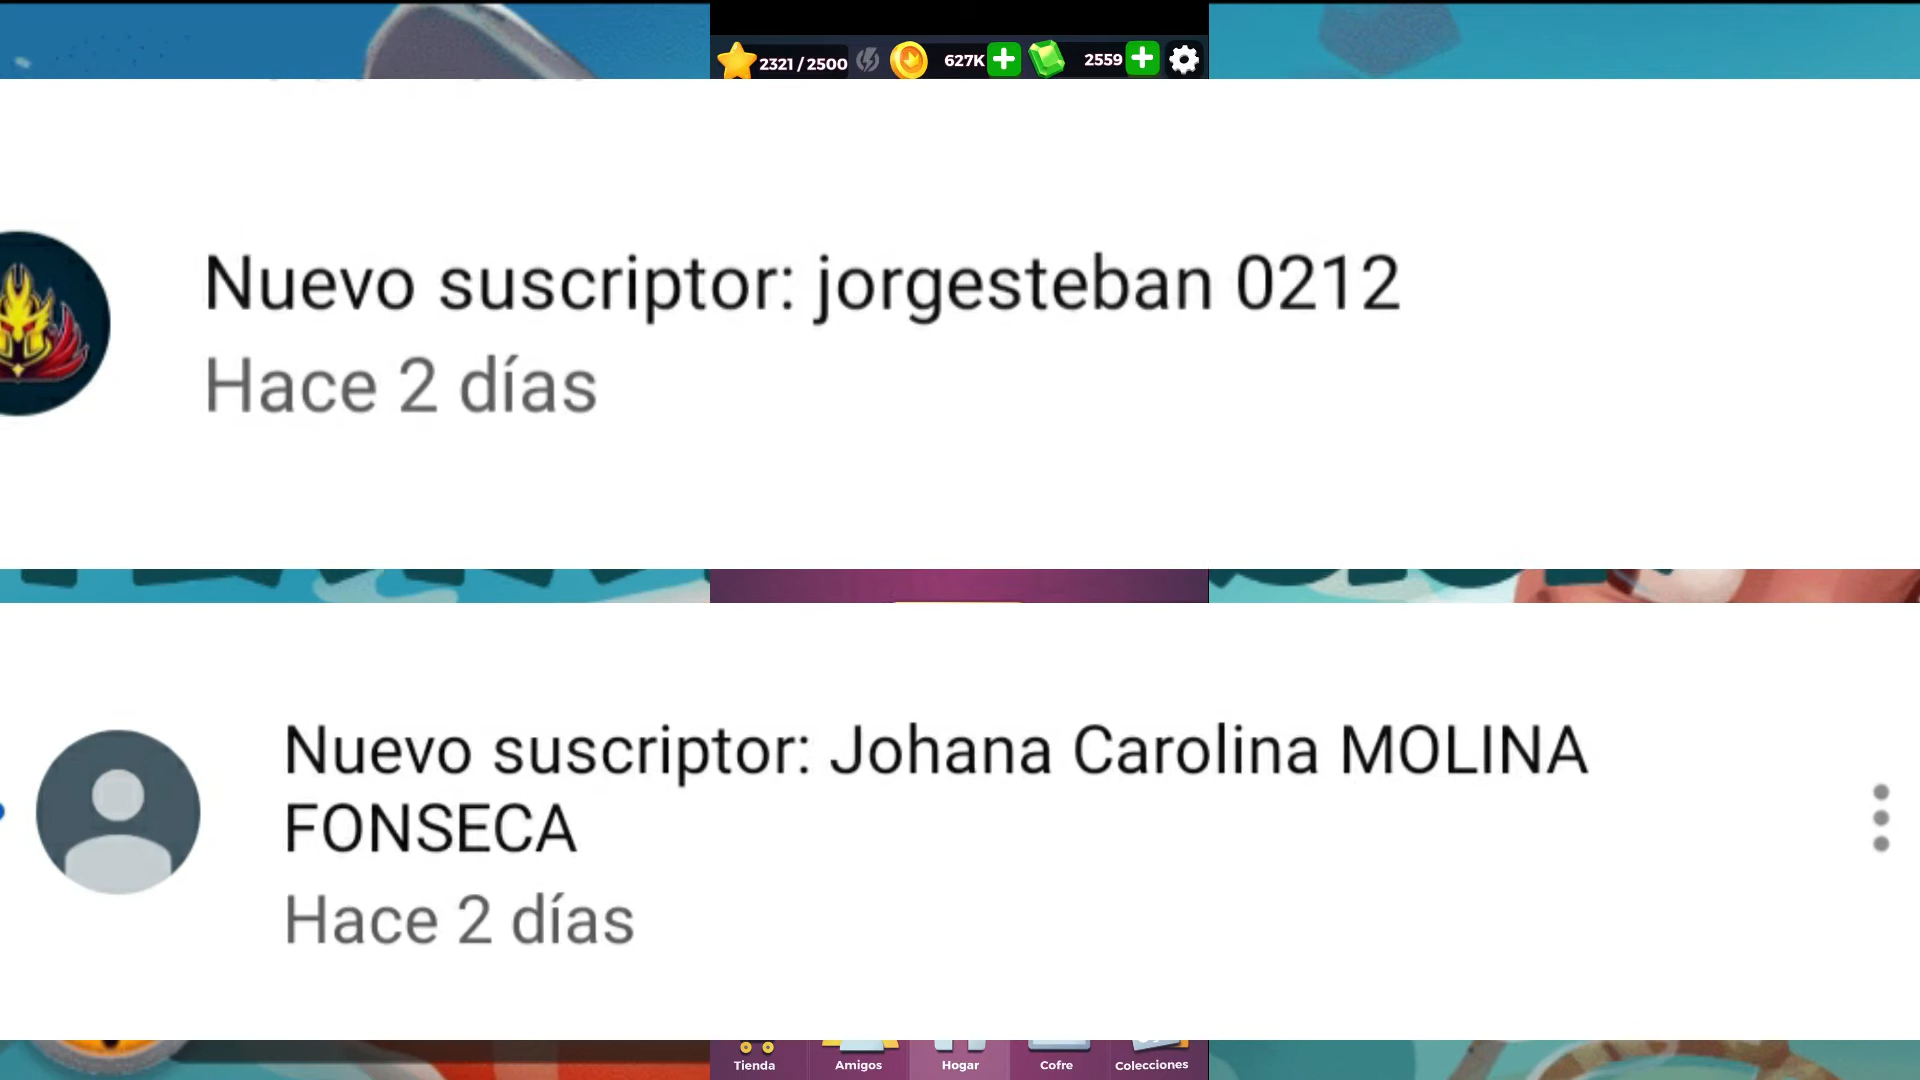 2321 / 2500 627K 2559
Nuevo suscriptor: jorgesteban 0212
Hace 2 días
Nuevo suscriptor: Johana Carolina MOLINA
FONSECA
Hace 2 días
Tienda Amigos Hogar Cofre Colecciones